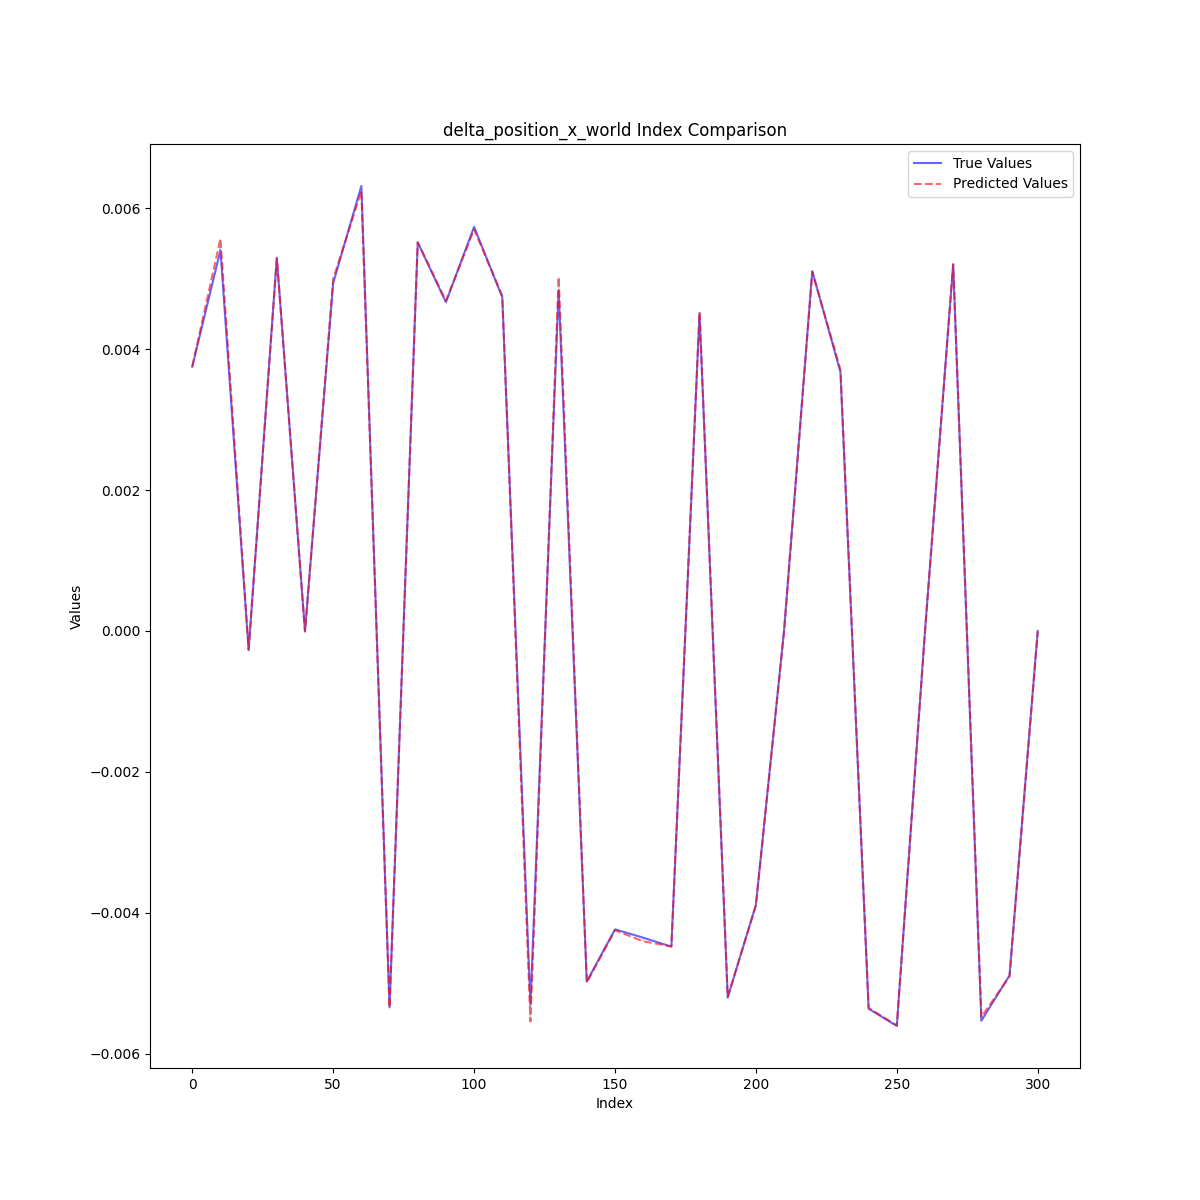 delta_position_x_world Index Comparison
True Values
Predicted Values
0.006
0.004
0.002
0.000
−0.002
−0.004
−0.006
Values
0 50 100 150 200 250 300
Index